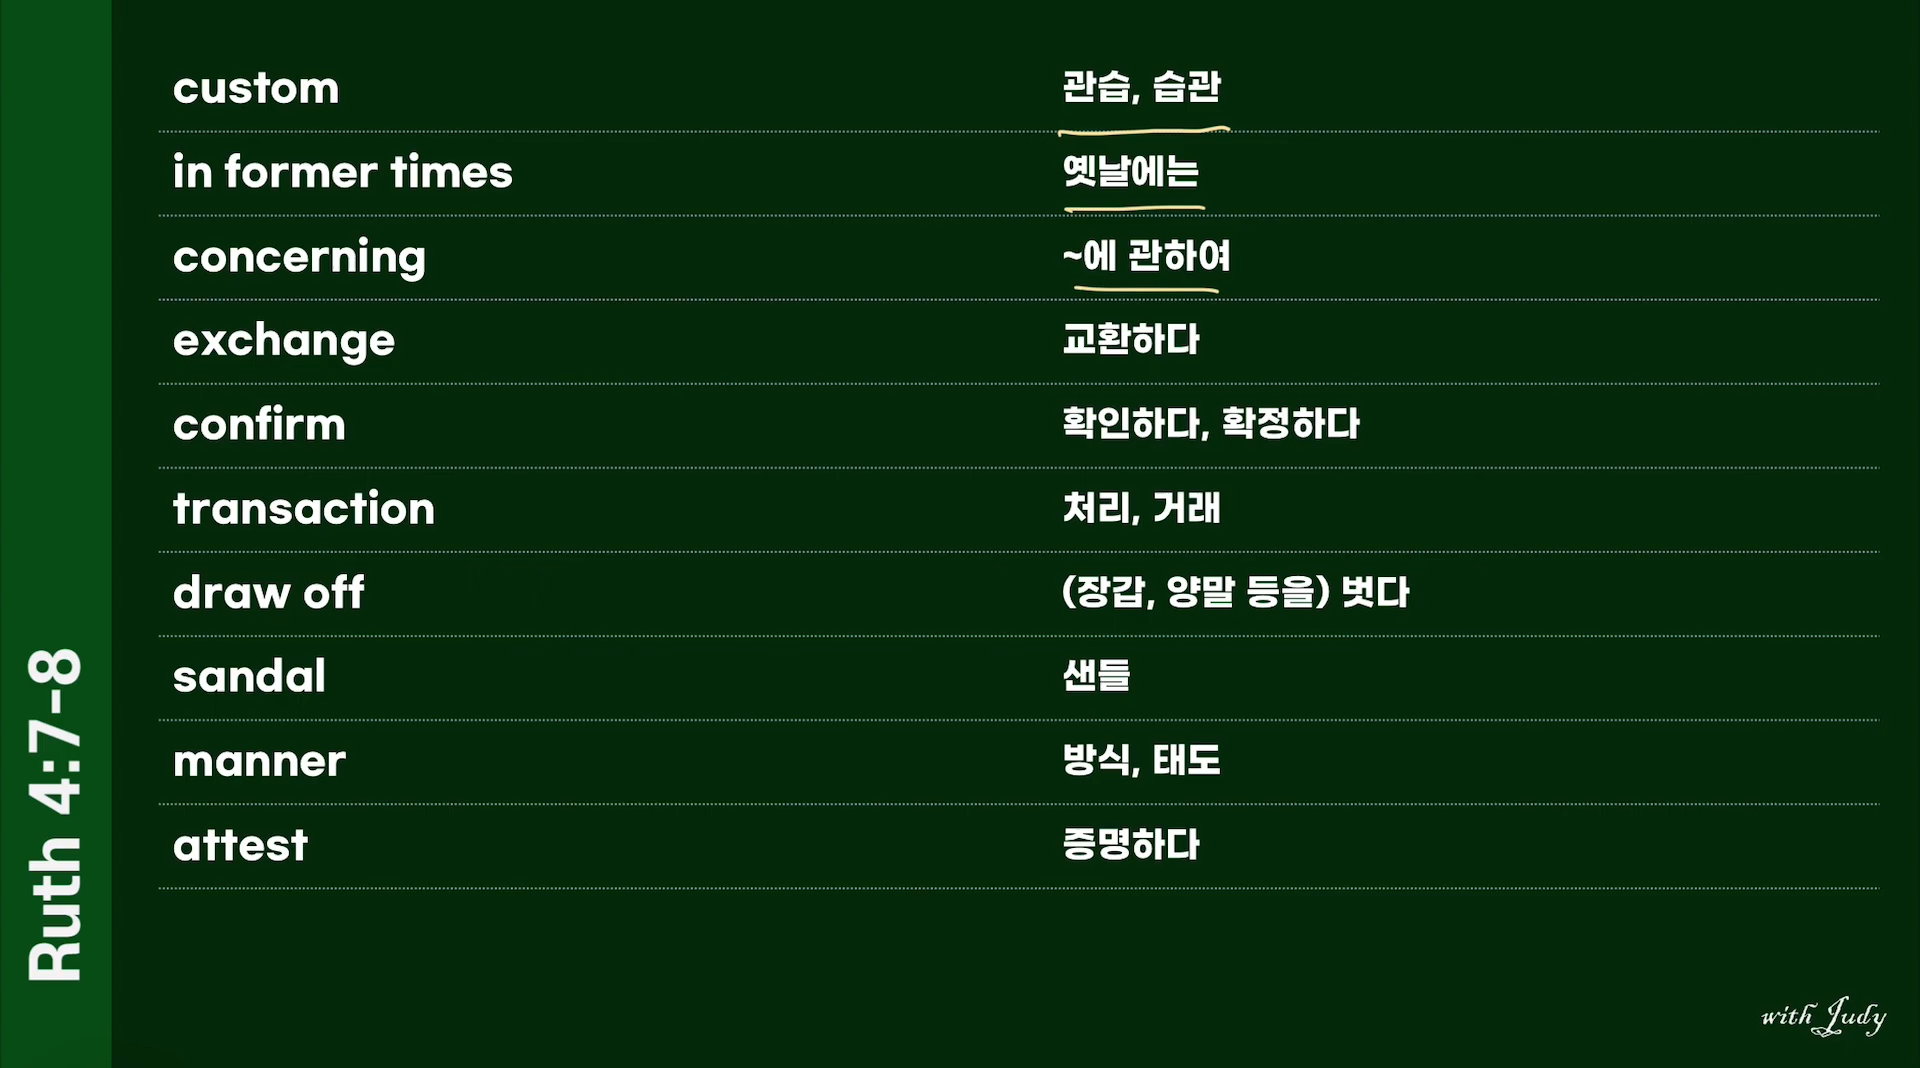 Ruth 4:7-8
custom 관습, 습관
in former times 옛날에는
concerning ~에 관하여
exchange 교환하다
confirm 확인하다, 확정하다
transaction 처리, 거래
draw off (장갑, 양말 등을) 벗다
sandal 샌들
manner 방식, 태도
attest 증명하다
with Judy